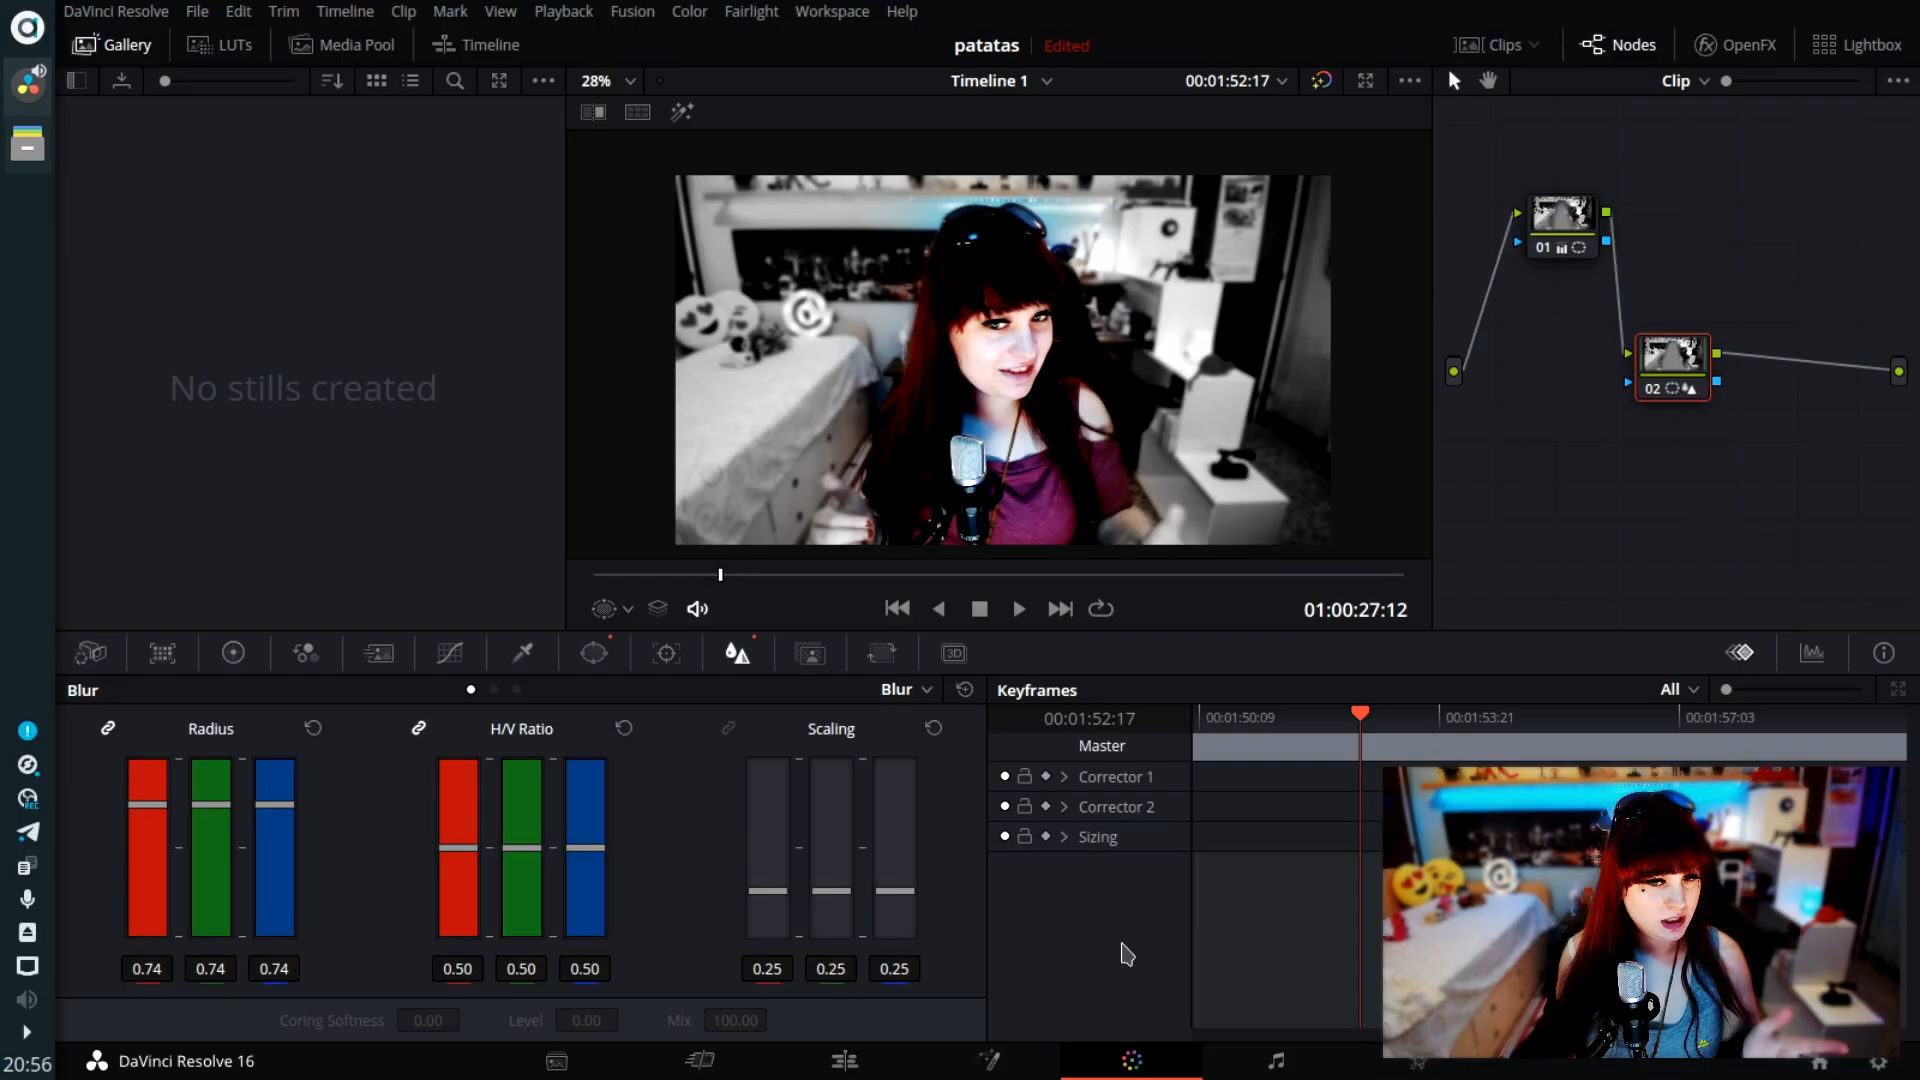 DaVinci Resolve File Edit Trim Timeline Clip Mark View Playback Fusion Color Fairlight Workspace Help
Gallery LUTs Media Pool Timeline patatas Edited Clips Nodes OpenFX Lightbox
28% Timeline 1 00:01:52:17 Clip
No stills created
01
02
01:00:27:12
3D
Blur Blur
Radius H/V Ratio Scaling
0.74 0.74 0.74 0.50 0.50 0.50 0.25 0.25 0.25
Coring Softness 0.00 Level 0.00 Mix 100.00
Keyframes All
00:01:52:17 00:01:50:09 00:01:53:21 00:01:57:03
Master
Corrector 1
Corrector 2
Sizing
REC
20:56 DaVinci Resolve 16